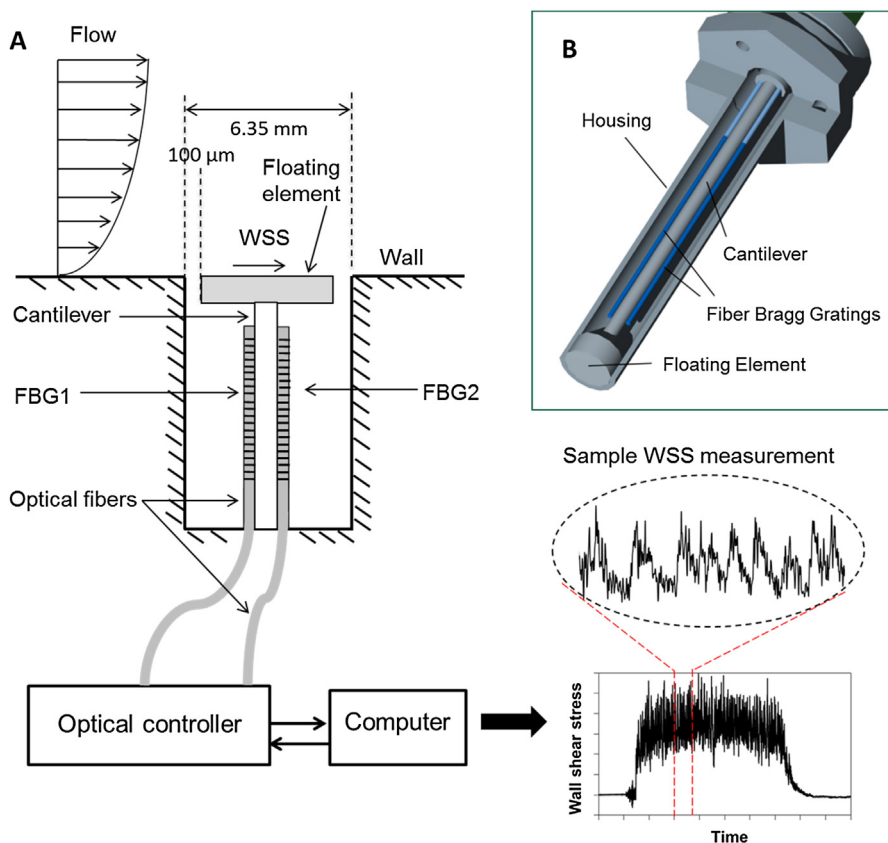 A
Flow
6.35 mm
100 µm
Floating
element
WSS
Wall
Cantilever
FBG1
FBG2
Optical fibers
Optical controller
Computer
B
Housing
Cantilever
Fiber Bragg Gratings
Floating Element
Sample WSS measurement
Wall shear stress
Time